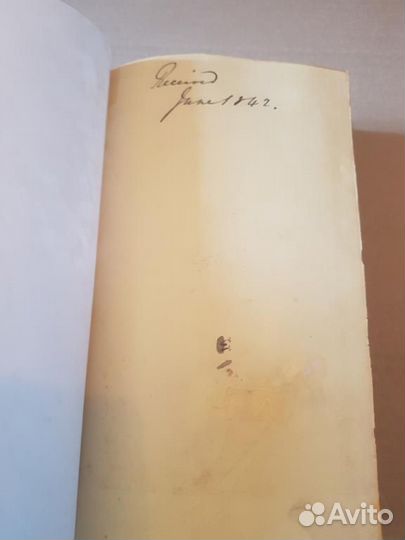 Received
June 1842.
Avito